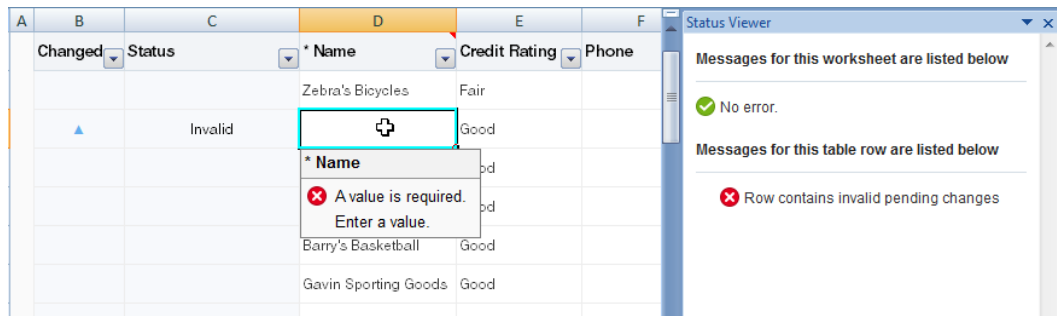 A B C D E F
Changed Status * Name Credit Rating Phone
Zebra's Bicycles Fair
Invalid Good
* Name
A value is required.
Enter a value.
Barry's Basketball Good
Gavin Sporting Goods Good
Status Viewer
Messages for this worksheet are listed below
No error.
Messages for this table row are listed below
Row contains invalid pending changes